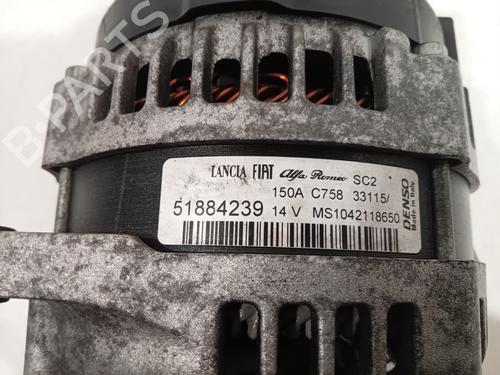 LANCIA FIAT Alfa Romeo SC2
150A C758 33115/
51884239 14 V MS1042118650
DENSO
Made in Italy
B-PARTS